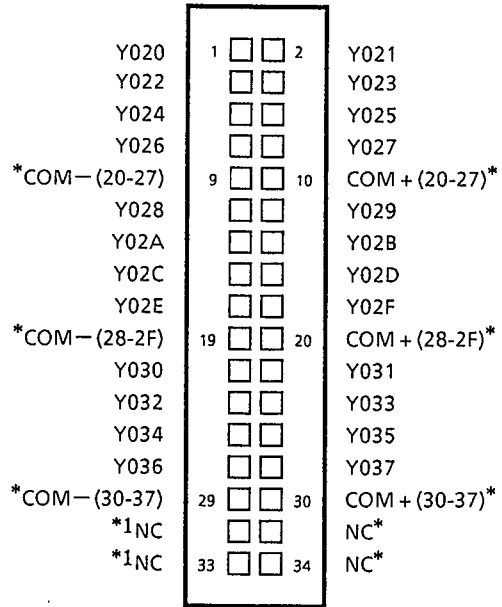 Y020 1 2 Y021
Y022 Y023
Y024 Y025
Y026 Y027
*COM−(20-27) 9 10 COM+(20-27)*
Y028 Y029
Y02A Y02B
Y02C Y02D
Y02E Y02F
*COM−(28-2F) 19 20 COM+(28-2F)*
Y030 Y031
Y032 Y033
Y034 Y035
Y036 Y037
*COM−(30-37) 29 30 COM+(30-37)*
*1NC NC*
*1NC 33 34 NC*